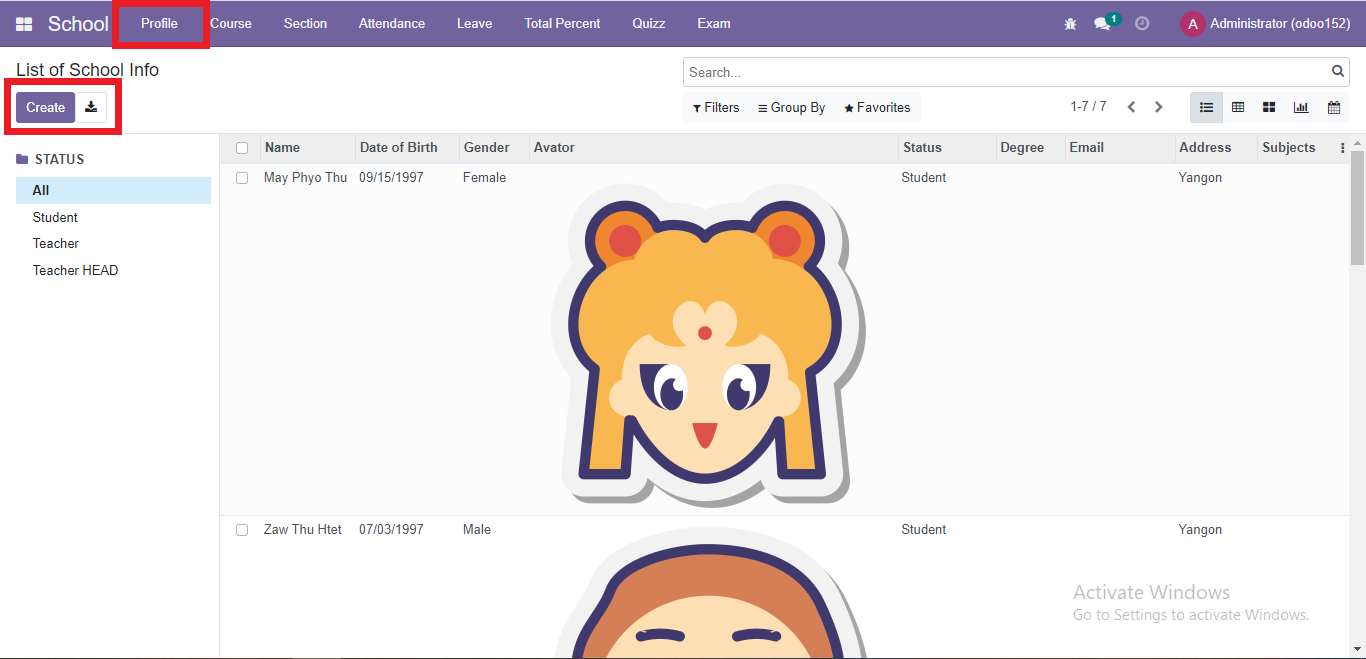 School Profile Course Section Attendance Leave Total Percent Quizz Exam 1 A Administrator (odoo152)
List of School Info
Search...
Create
Filters Group By Favorites 1-7 / 7
STATUS
All
Student
Teacher
Teacher HEAD
Name Date of Birth Gender Avator Status Degree Email Address Subjects
May Phyo Thu 09/15/1997 Female Student Yangon
Zaw Thu Htet 07/03/1997 Male Student Yangon
Activate Windows
Go to Settings to activate Windows.